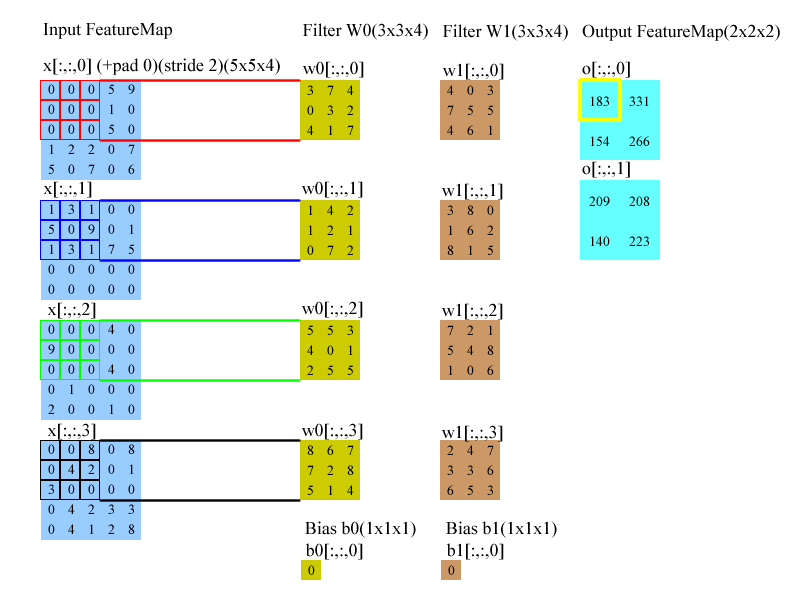 Input FeatureMap
Filter W0(3x3x4)
Filter W1(3x3x4)
Output FeatureMap(2x2x2)
x[:,:,0] (+pad 0)(stride 2)(5x5x4)
0 0 0 5 9
0 0 0 1 0
0 0 0 5 0
1 2 2 0 7
5 0 7 0 6
w0[:,:,0]
3 7 4
0 3 2
4 1 7
w1[:,:,0]
4 0 3
7 5 5
4 6 1
o[:,:,0]
183 331
154 266
x[:,:,1]
1 3 1 0 0
5 0 9 0 1
1 3 1 7 5
0 0 0 0 0
0 0 0 0 0
w0[:,:,1]
1 4 2
1 2 1
0 7 2
w1[:,:,1]
3 8 0
1 6 2
8 1 5
o[:,:,1]
209 208
140 223
x[:,:,2]
0 0 0 4 0
9 0 0 0 0
0 0 0 4 0
0 1 0 0 0
2 0 0 1 0
w0[:,:,2]
5 5 3
4 0 1
2 5 5
w1[:,:,2]
7 2 1
5 4 8
1 0 6
x[:,:,3]
0 0 8 0 8
0 4 2 0 1
3 0 0 0 0
0 4 2 3 3
0 4 1 2 8
w0[:,:,3]
8 6 7
7 2 8
5 1 4
w1[:,:,3]
2 4 7
3 3 6
6 5 3
Bias b0(1x1x1)
b0[:,:,0]
0
Bias b1(1x1x1)
b1[:,:,0]
0